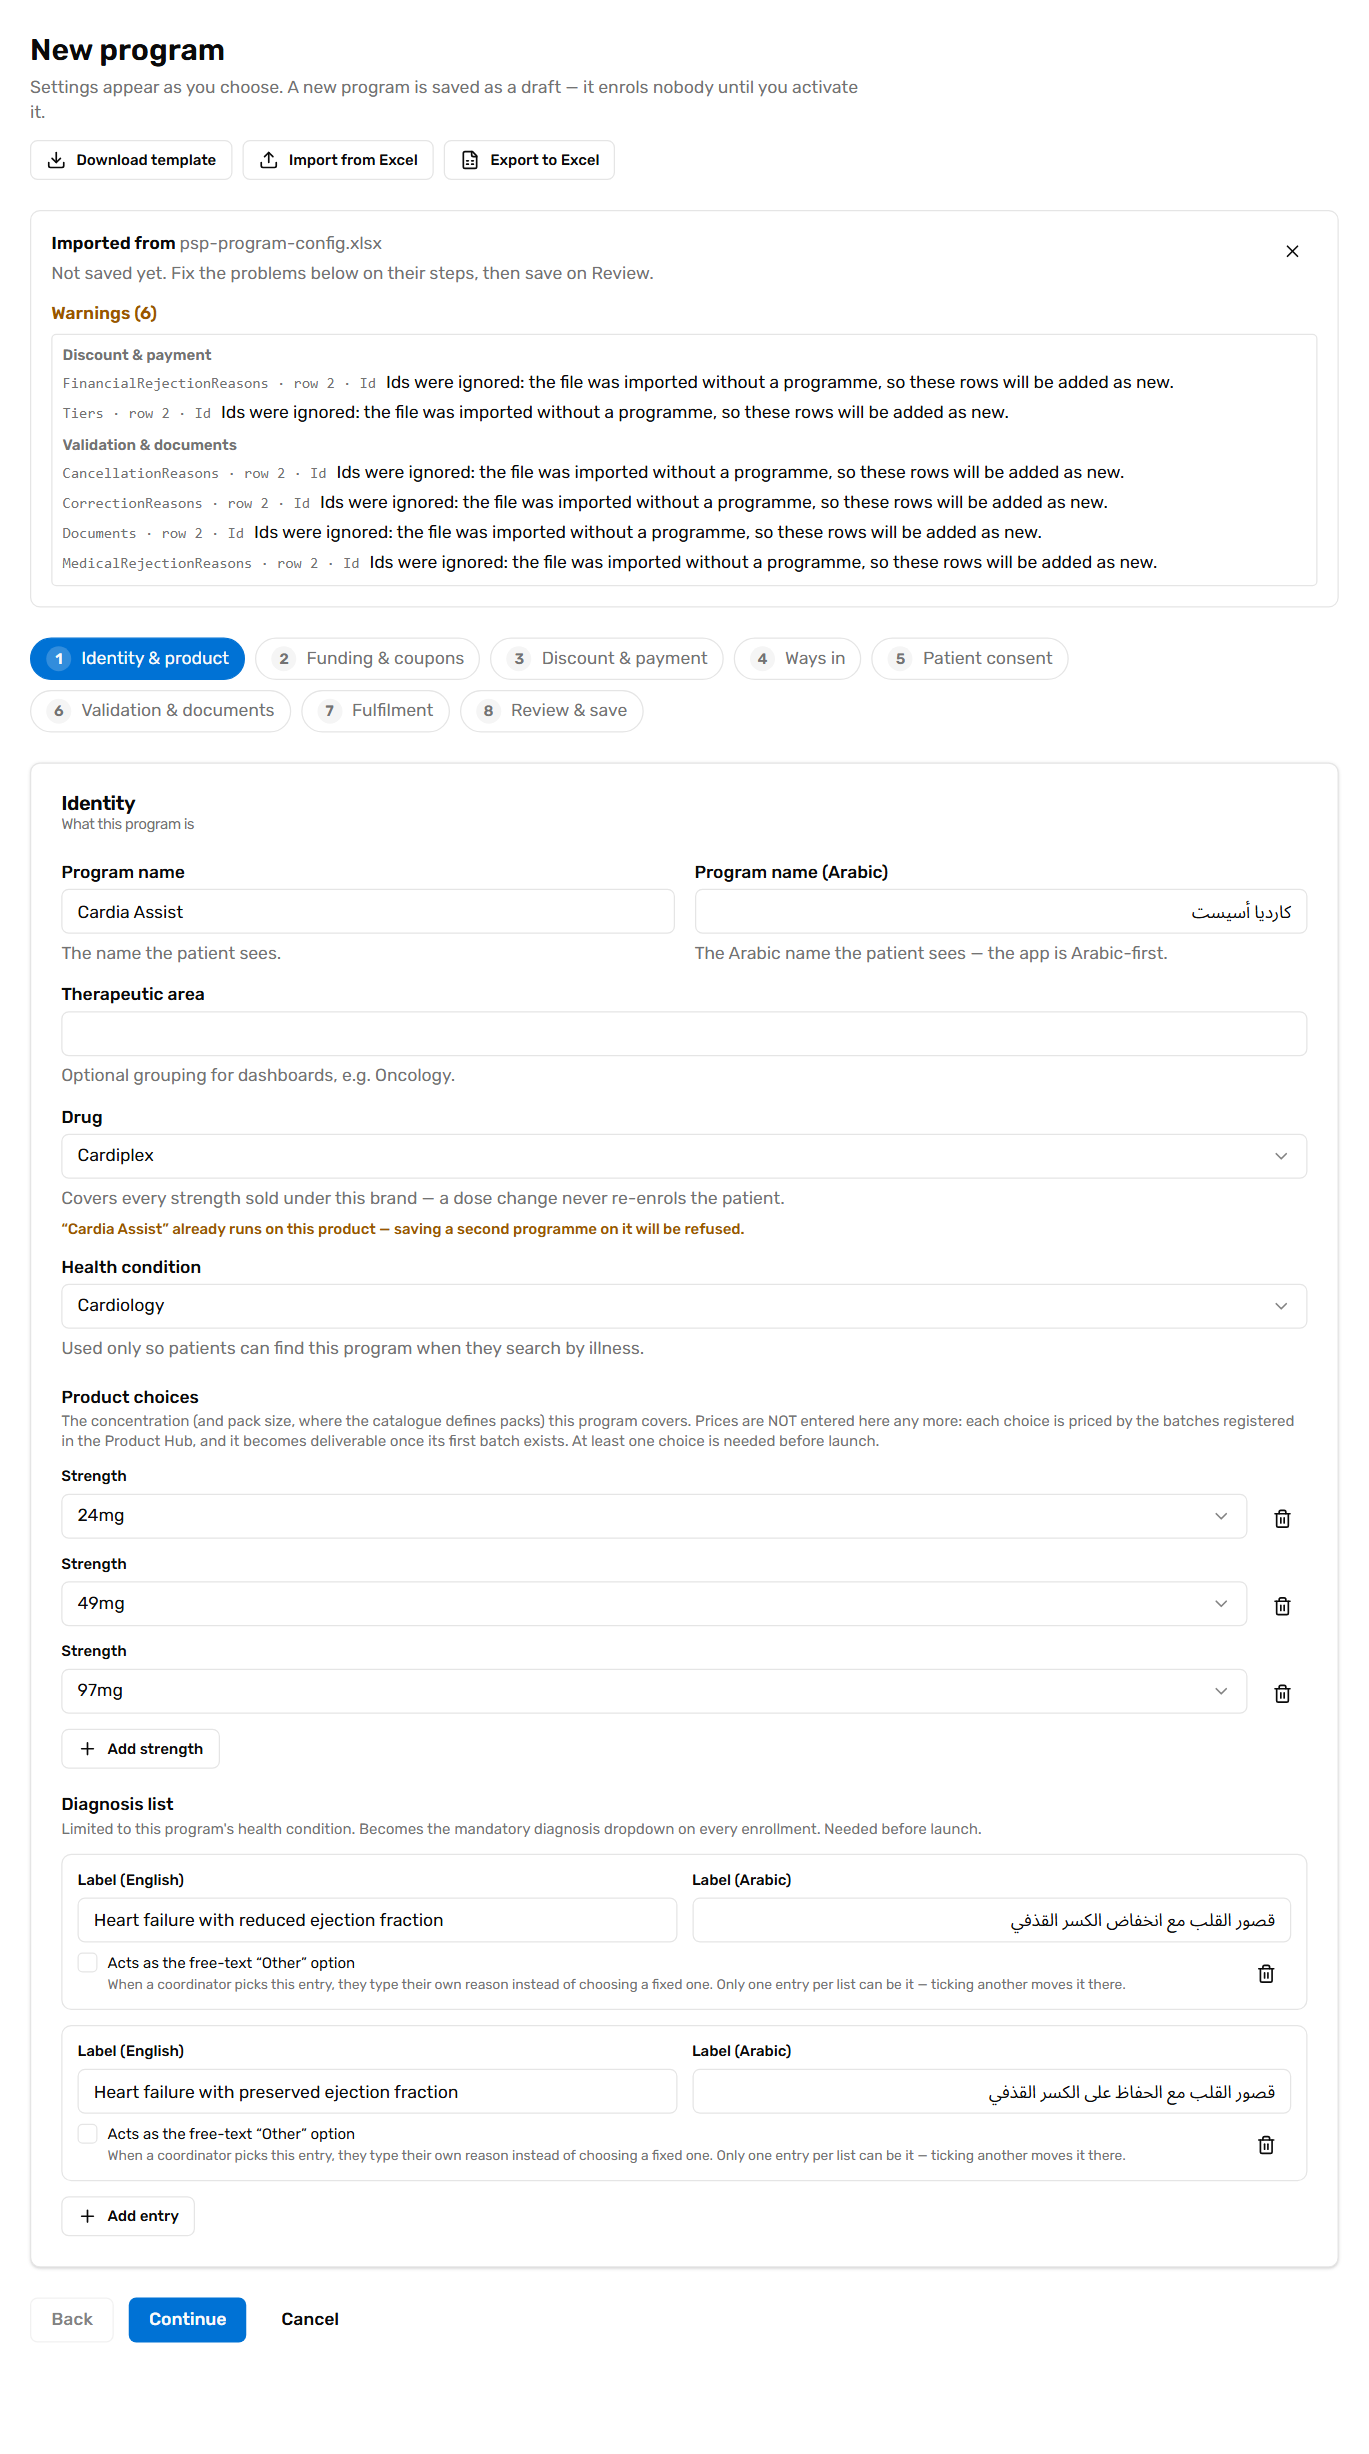 New program
Settings appear as you choose. A new program is saved as a draft — it enrols nobody until you activate
it.
Download template
Import from Excel
Export to Excel
Imported from psp-program-config.xlsx
Not saved yet. Fix the problems below on their steps, then save on Review.
Warnings (6)
Discount & payment
FinancialRejectionReasons · row 2 · Id Ids were ignored: the file was imported without a programme, so these rows will be added as new.
Tiers · row 2 · Id Ids were ignored: the file was imported without a programme, so these rows will be added as new.
Validation & documents
CancellationReasons · row 2 · Id Ids were ignored: the file was imported without a programme, so these rows will be added as new.
CorrectionReasons · row 2 · Id Ids were ignored: the file was imported without a programme, so these rows will be added as new.
Documents · row 2 · Id Ids were ignored: the file was imported without a programme, so these rows will be added as new.
MedicalRejectionReasons · row 2 · Id Ids were ignored: the file was imported without a programme, so these rows will be added as new.
1 Identity & product
2 Funding & coupons
3 Discount & payment
4 Ways in
5 Patient consent
6 Validation & documents
7 Fulfilment
8 Review & save
Identity
What this program is
Program name
Cardia Assist
The name the patient sees.
Program name (Arabic)
كارديا أسيست
The Arabic name the patient sees — the app is Arabic-first.
Therapeutic area
Optional grouping for dashboards, e.g. Oncology.
Drug
Cardiplex
Covers every strength sold under this brand — a dose change never re-enrols the patient.
“Cardia Assist” already runs on this product — saving a second programme on it will be refused.
Health condition
Cardiology
Used only so patients can find this program when they search by illness.
Product choices
The concentration (and pack size, where the catalogue defines packs) this program covers. Prices are NOT entered here any more: each choice is priced by the batches registered
in the Product Hub, and it becomes deliverable once its first batch exists. At least one choice is needed before launch.
Strength
24mg
Strength
49mg
Strength
97mg
Add strength
Diagnosis list
Limited to this program's health condition. Becomes the mandatory diagnosis dropdown on every enrollment. Needed before launch.
Label (English)
Heart failure with reduced ejection fraction
Label (Arabic)
قصور القلب مع انخفاض الكسر القذفي
Acts as the free-text “Other” option
When a coordinator picks this entry, they type their own reason instead of choosing a fixed one. Only one entry per list can be it — ticking another moves it there.
Label (English)
Heart failure with preserved ejection fraction
Label (Arabic)
قصور القلب مع الحفاظ على الكسر القذفي
Acts as the free-text “Other” option
When a coordinator picks this entry, they type their own reason instead of choosing a fixed one. Only one entry per list can be it — ticking another moves it there.
Add entry
Back
Continue
Cancel